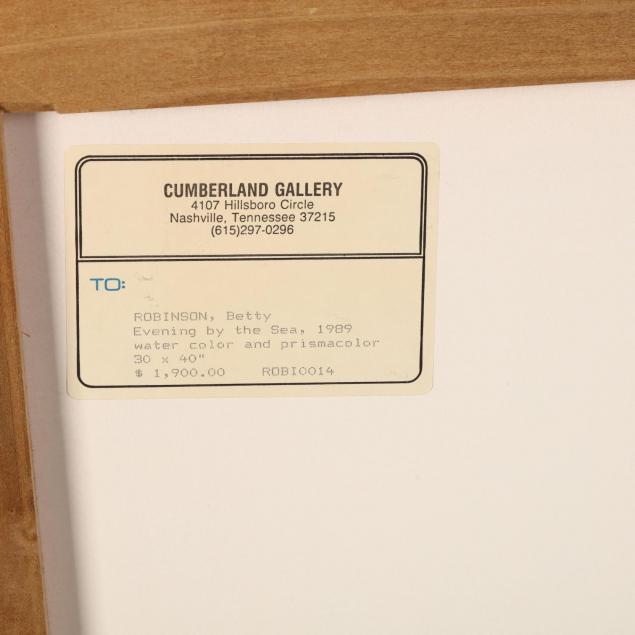 CUMBERLAND GALLERY
4107 Hillsboro Circle
Nashville, Tennessee 37215
(615)297-0296
TO:
ROBINSON, Betty
Evening by the Sea, 1989
water color and prismacolor
30 x 40"
$ 1,900.00 ROBI0014